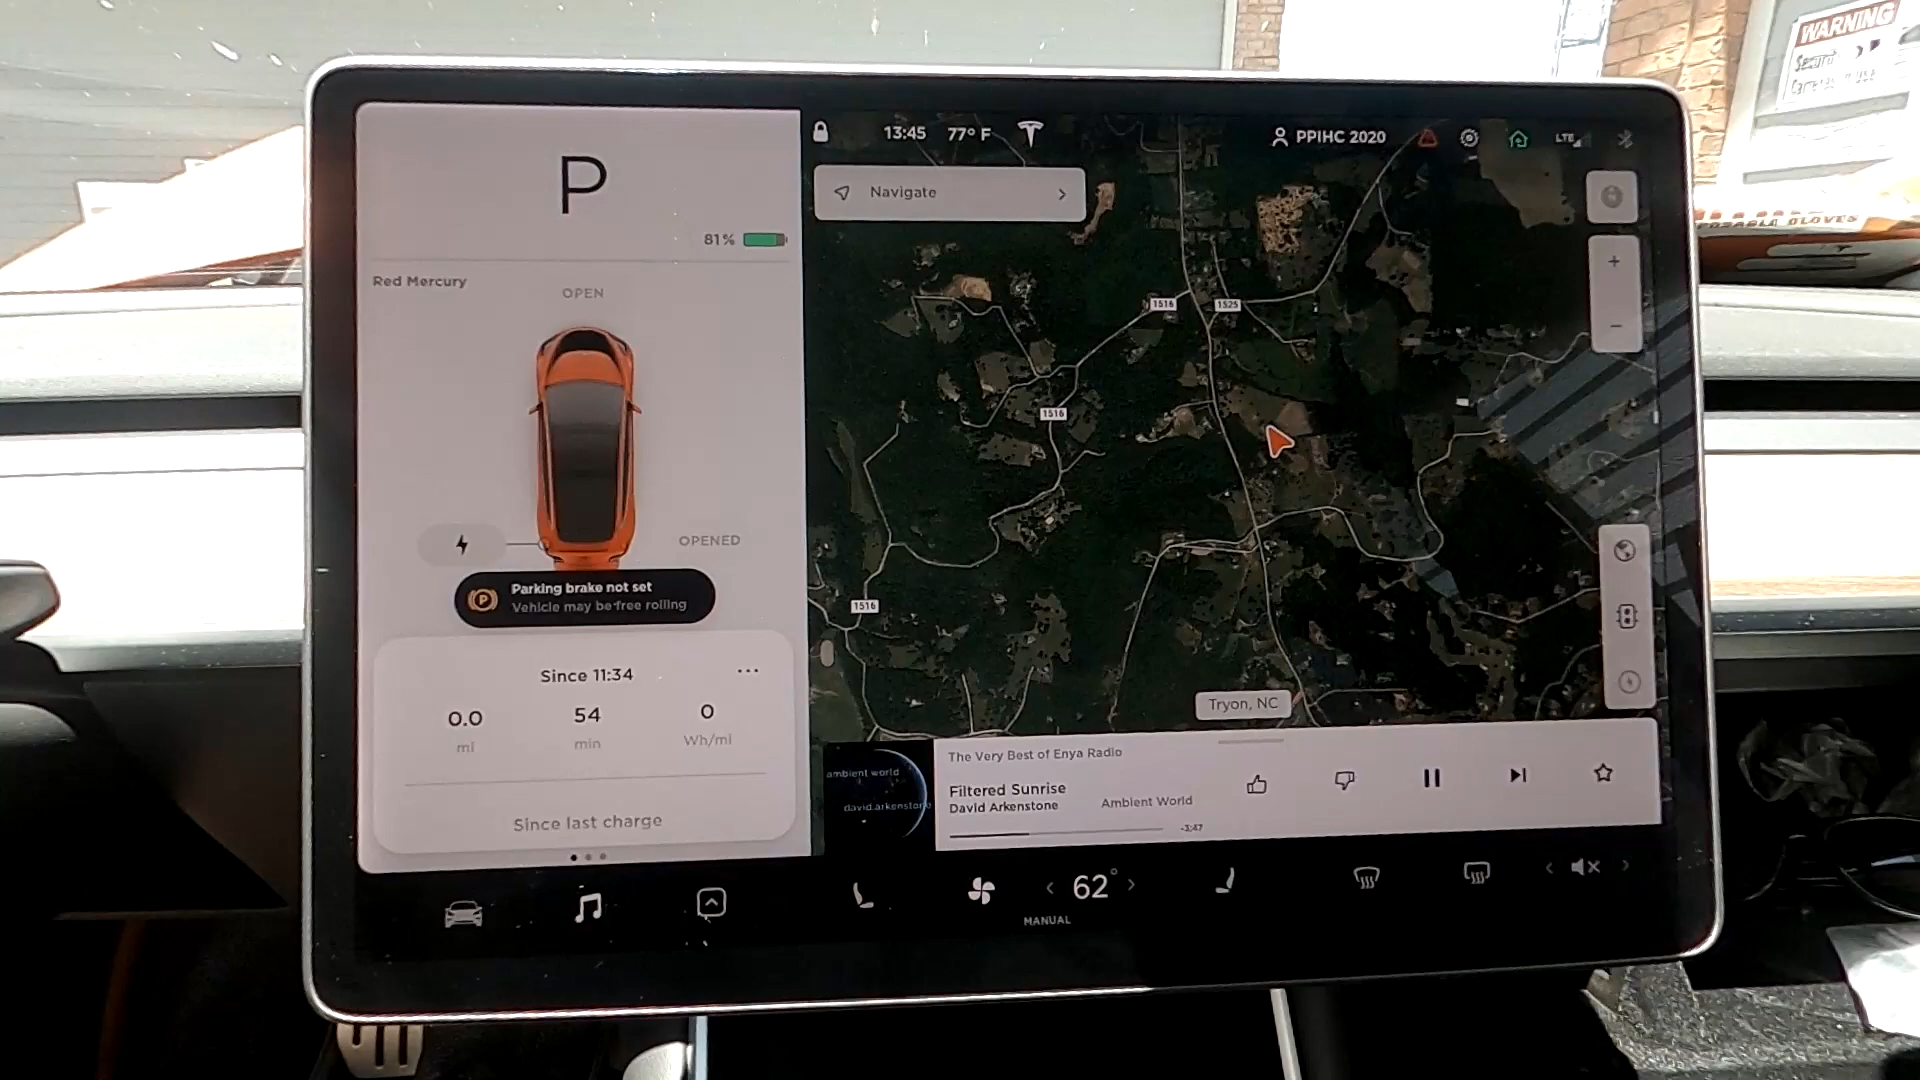 WARNING
P
81%
Red Mercury
OPEN
OPENED
Parking brake not set
Vehicle may be free rolling
Since 11:34
0.0
mi
54
min
0
Wh/mi
Since last charge
13:45
77° F
PPIHC 2020
LTE
Navigate
1516
1525
1516
1516
Tryon, NC
ambient world
david arkenstone
The Very Best of Enya Radio
Filtered Sunrise
David Arkenstone
Ambient World
-3:47
62°
MANUAL
GLOVES